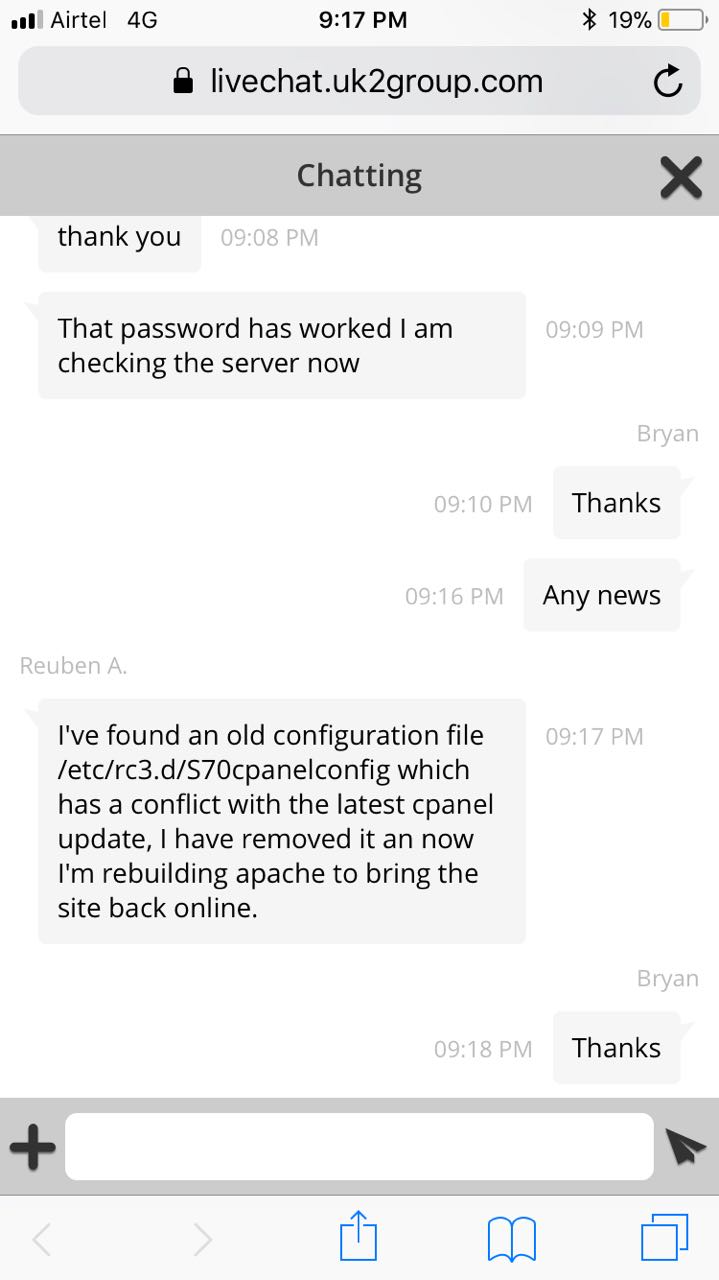 Airtel 4G 9:17 PM 19%
livechat.uk2group.com
Chatting
thank you 09:08 PM
That password has worked I am 09:09 PM
checking the server now
Bryan
09:10 PM Thanks
09:16 PM Any news
Reuben A.
I've found an old configuration file 09:17 PM
/etc/rc3.d/S70cpanelconfig which
has a conflict with the latest cpanel
update, I have removed it an now
I'm rebuilding apache to bring the
site back online.
Bryan
09:18 PM Thanks